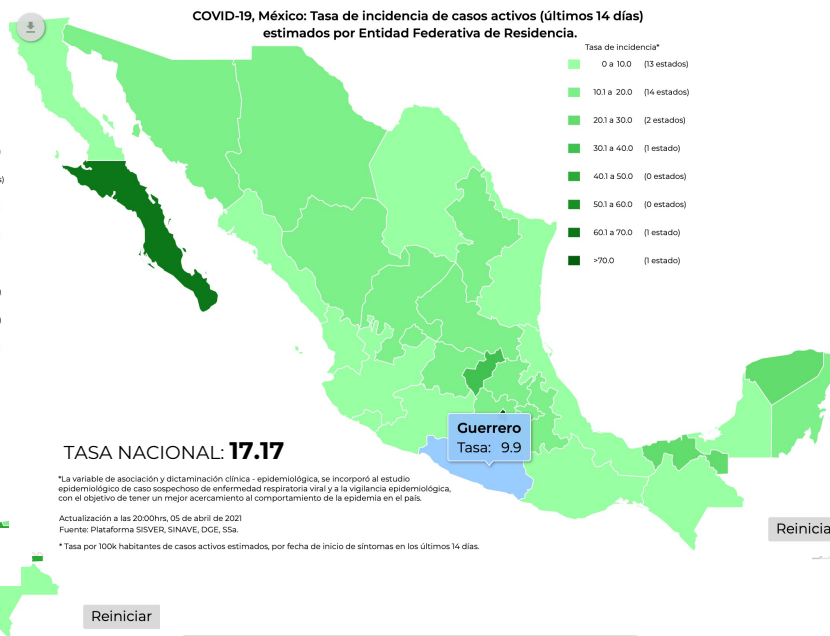 COVID-19, México: Tasa de incidencia de casos activos (últimos 14 días)
estimados por Entidad Federativa de Residencia.
Tasa de incidencia*
0 a 10.0 (13 estados)
10.1 a 20.0 (14 estados)
20.1 a 30.0 (2 estados)
30.1 a 40.0 (1 estado)
40.1 a 50.0 (0 estados)
50.1 a 60.0 (0 estados)
60.1 a 70.0 (1 estado)
>70.0 (1 estado)
Guerrero
Tasa: 9.9
TASA NACIONAL: 17.17
*La variable de asociación y dictaminación clínica - epidemiológica, se incorporó al estudio
epidemiológico de caso sospechoso de enfermedad respiratoria viral y a la vigilancia epidemiológica,
con el objetivo de tener un mejor acercamiento al comportamiento de la epidemia en el país.
Actualización a las 20:00hrs, 05 de abril de 2021
Fuente: Plataforma SISVER, SINAVE, DGE, SSa.
* Tasa por 100k habitantes de casos activos estimados, por fecha de inicio de síntomas en los últimos 14 días.
Reinicia
Reiniciar